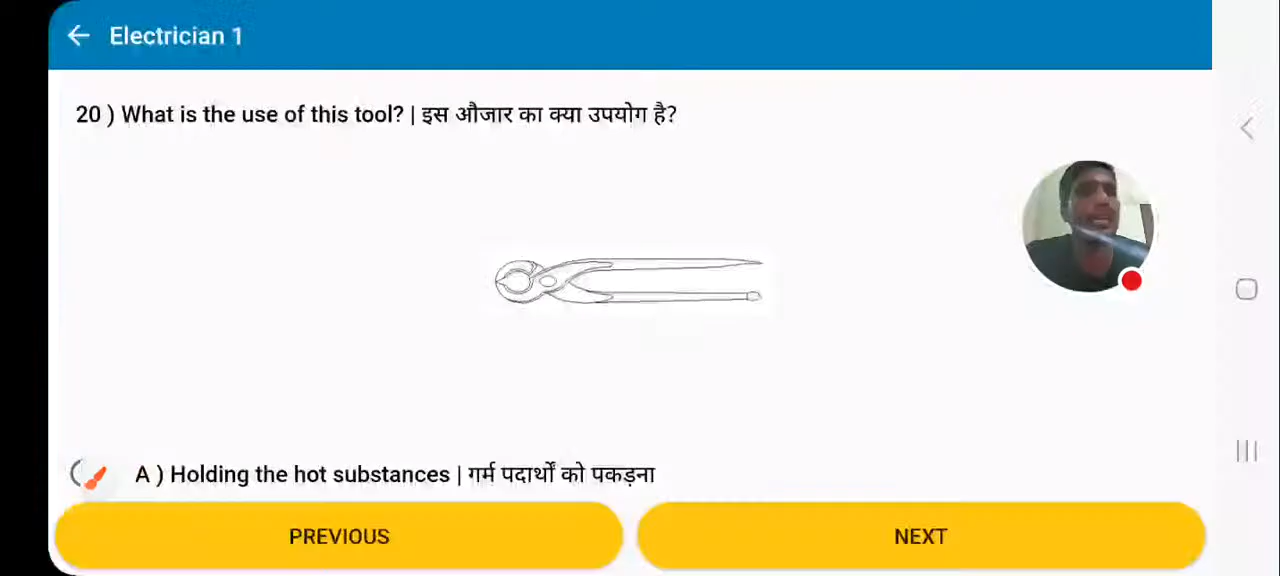 Electrician 1
20 ) What is the use of this tool? | इस औजार का क्या उपयोग है?
A ) Holding the hot substances | गर्म पदार्थों को पकड़ना
PREVIOUS
NEXT